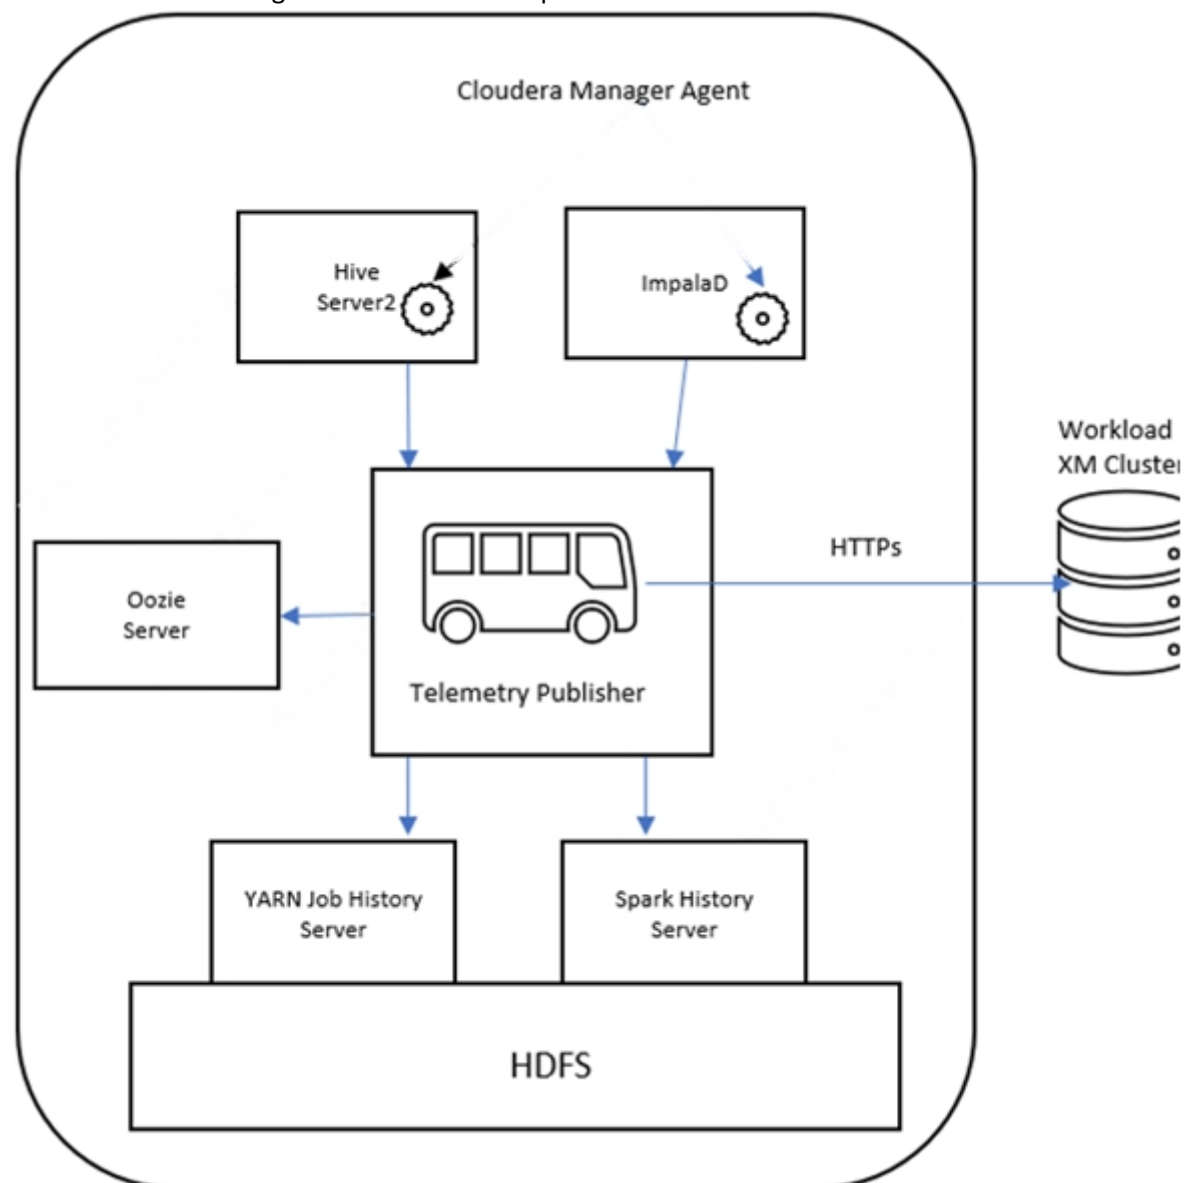 Cloudera Manager Agent
Hive
Server2
ImpalaD
Workload
XM Cluster
HTTPs
Oozie
Server
Telemetry Publisher
YARN Job History
Server
Spark History
Server
HDFS